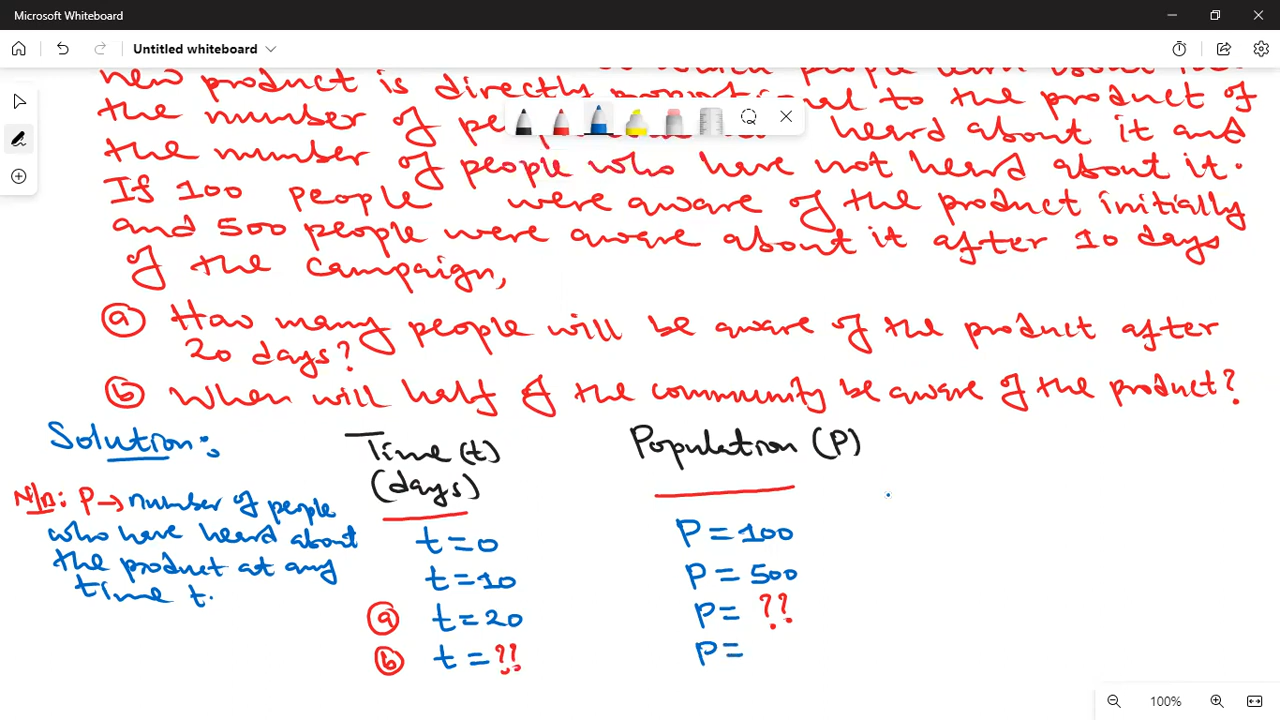 Microsoft Whiteboard
Untitled whiteboard
new product is directly proportional to the product of
the number of pe heard about it and
the number of people who have not heard about it.
If 100 people were aware of the product initially
and 500 people were aware about it after 10 days
of the campaign,
(a) How many people will be aware of the product after
20 days?
(b) When will half of the community be aware of the product?
Solution:
Time (t)
(days)
Population (P)
N/n: P → number of people
who have heard about
the product at any
time t.
t = 0 P = 100
t = 10 P = 500
(a) t = 20 P = ??
(b) t = ?? P =
100%